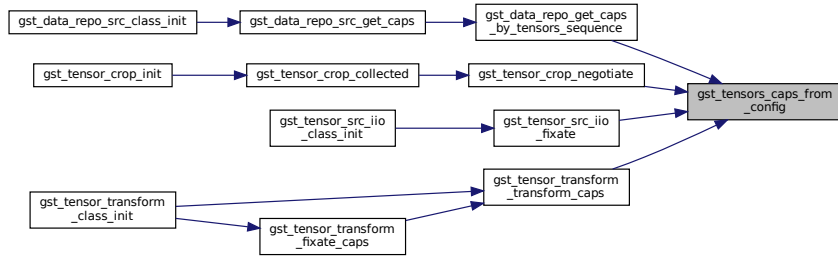 gst_data_repo_src_class_init
gst_data_repo_src_get_caps
gst_data_repo_get_caps
_by_tensors_sequence
gst_tensor_crop_init
gst_tensor_crop_collected
gst_tensor_crop_negotiate
gst_tensors_caps_from
_config
gst_tensor_src_iio
_class_init
gst_tensor_src_iio
_fixate
gst_tensor_transform
_class_init
gst_tensor_transform
_transform_caps
gst_tensor_transform
_fixate_caps